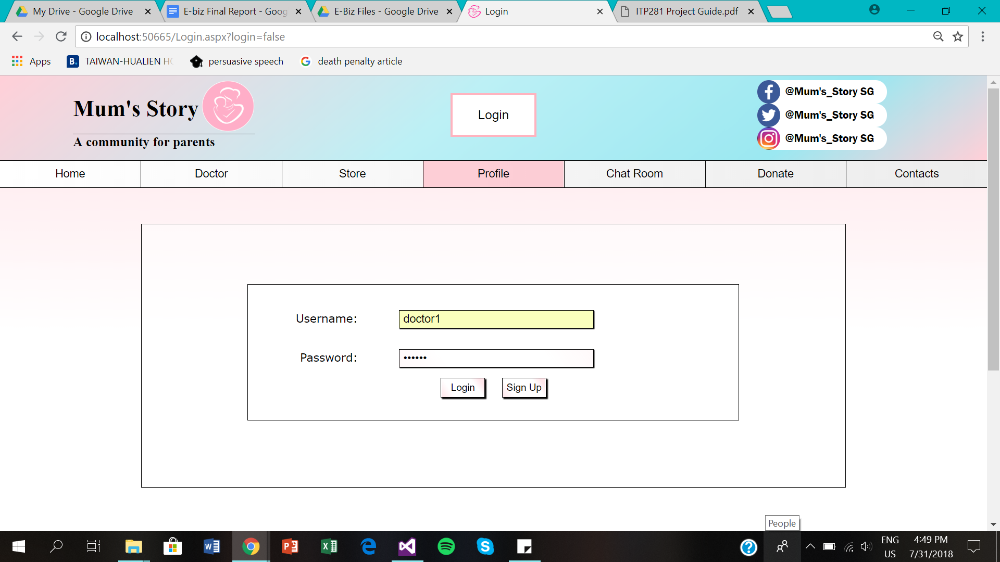 My Drive - Google Drive
E-biz Final Report - Goog
E-Biz Files - Google Drive
Login
ITP281 Project Guide.pdf
localhost:50665/Login.aspx?login=false
Apps
B.
TAIWAN-HUALIEN HO
persuasive speech
death penalty article
Mum's Story
A community for parents
Login
@Mum's_Story SG
@Mum's_Story SG
@Mum's_Story SG
Home
Doctor
Store
Profile
Chat Room
Donate
Contacts
Username:
doctor1
Password:
••••••
Login
Sign Up
People
ENG
US
4:49 PM
7/31/2018